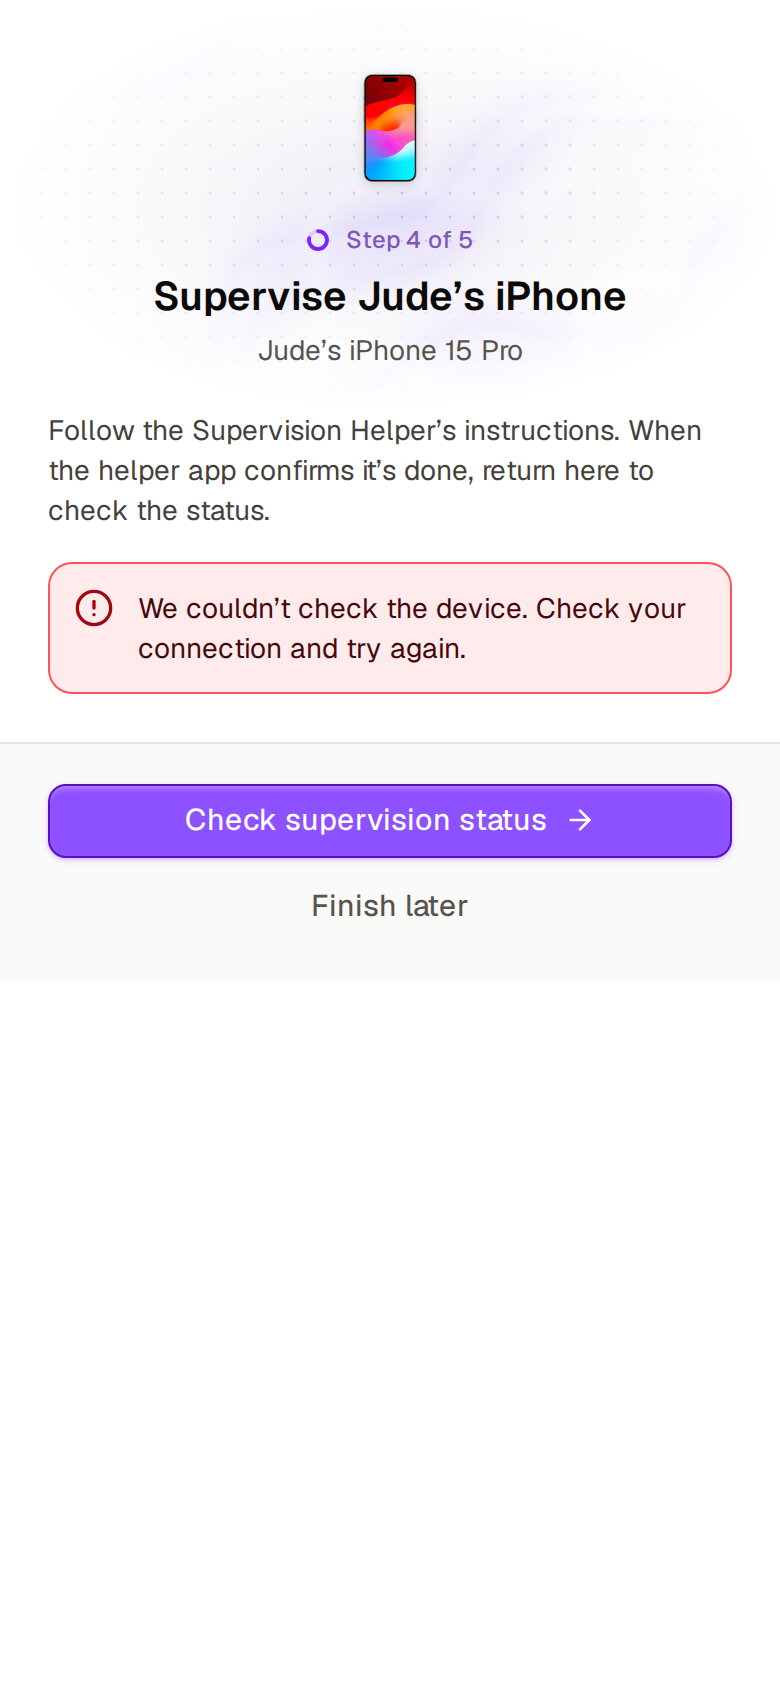 Step 4 of 5
Supervise Jude’s iPhone
Jude’s iPhone 15 Pro
Follow the Supervision Helper’s instructions. When
the helper app confirms it’s done, return here to
check the status.
We couldn’t check the device. Check your
connection and try again.
Check supervision status
Finish later